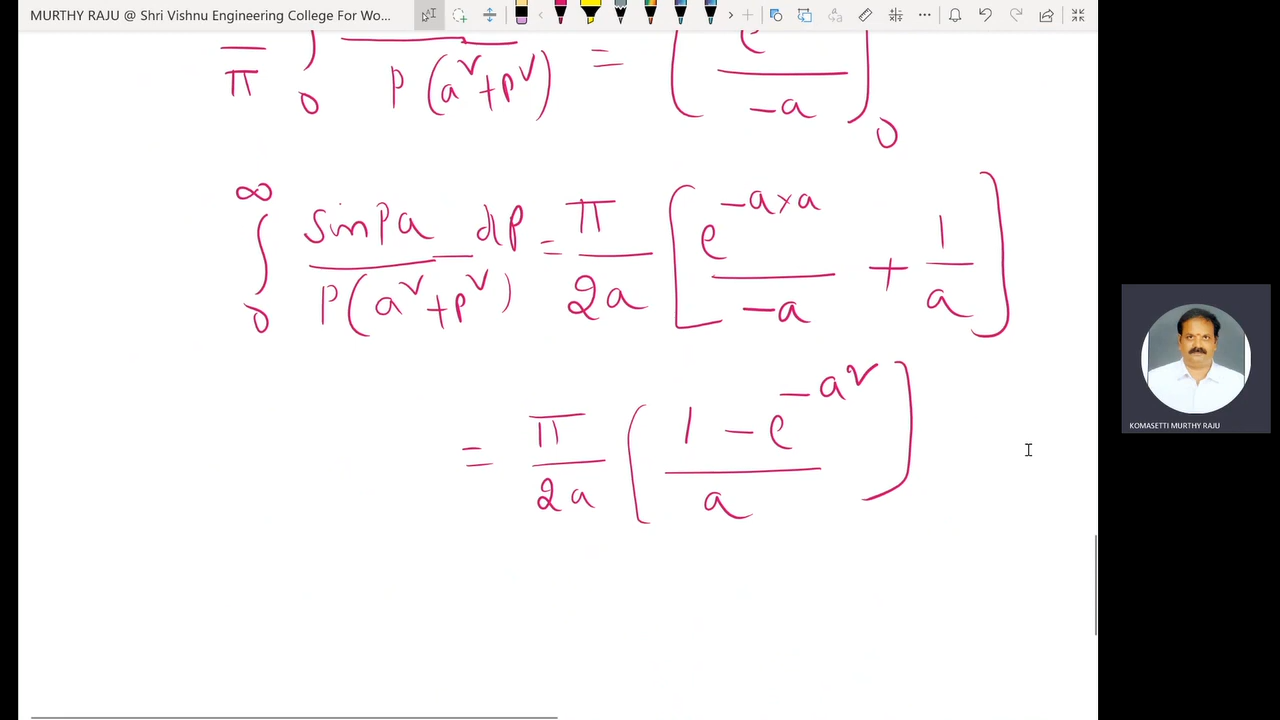 MURTHY RAJU @ Shri Vishnu Engineering College For Wo...
π 0 P(a²+p²) = ( e / -a )₀
∫₀^∞ sinPa / P(a²+p²) dP = π/2a [ e^{-a×a} / -a + 1/a ]
= π/2a ( 1 - e^{-a²} / a )
KOMASETTI MURTHY RAJU